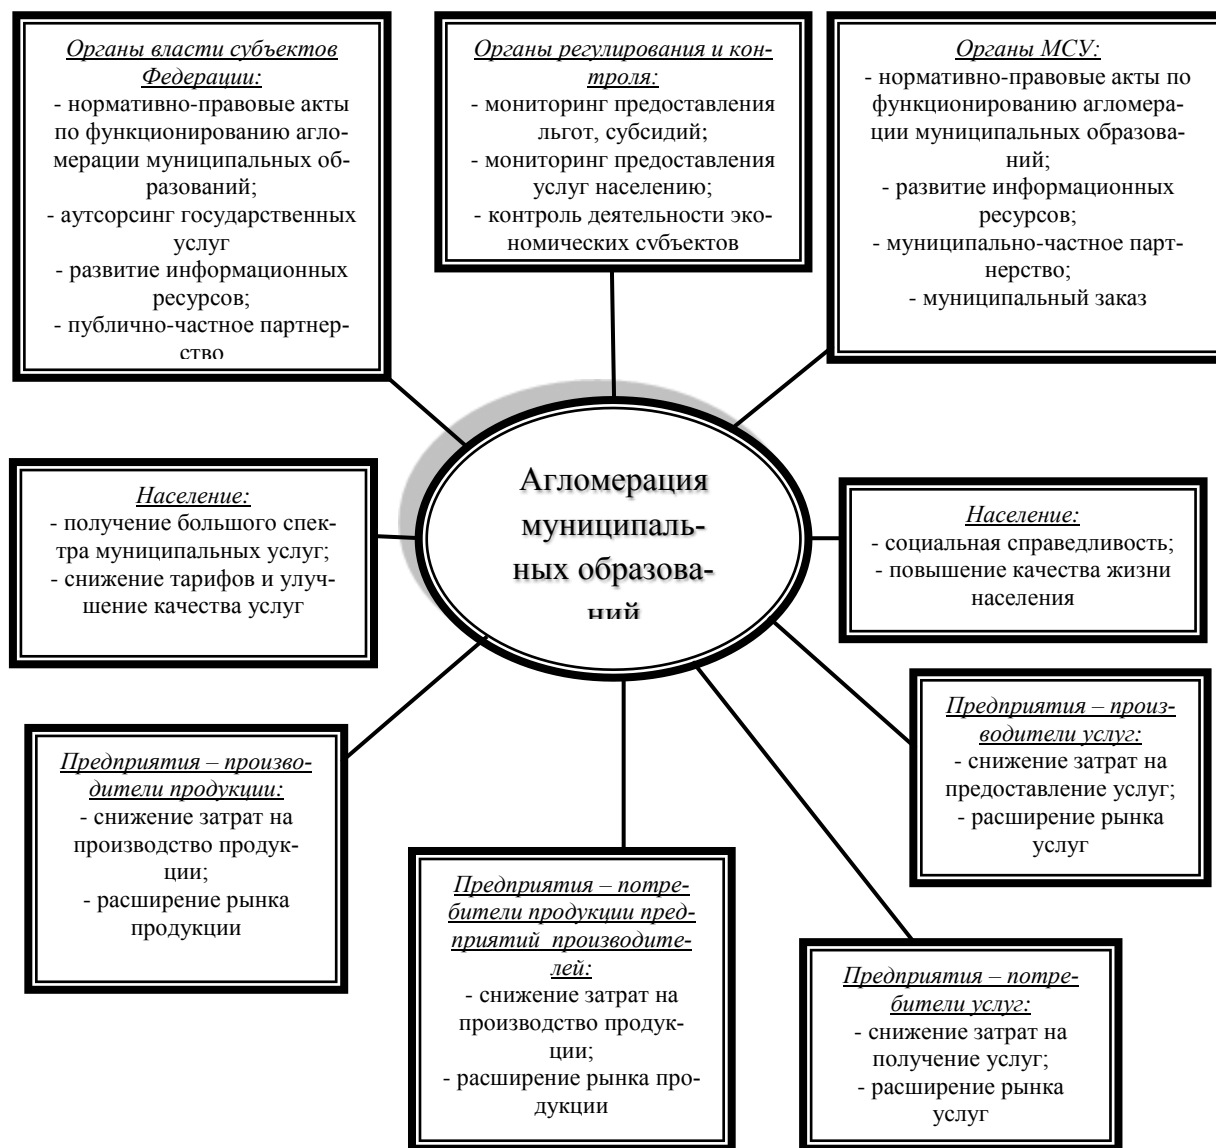 Органы власти субъектов
Федерации:
- нормативно-правовые акты
по функционированию агло-
мерации муниципальных об-
разований;
- аутсорсинг государственных
услуг
- развитие информационных
ресурсов;
- публично-частное партнер-
ство
Органы регулирования и кон-
троля:
- мониторинг предоставления
льгот, субсидий;
- мониторинг предоставления
услуг населению;
- контроль деятельности эко-
номических субъектов
Органы МСУ:
- нормативно-правовые акты по
функционированию агломера-
ции муниципальных образова-
ний;
- развитие информационных
ресурсов;
- муниципально-частное парт-
нерство;
- муниципальный заказ
Агломерация
муниципаль-
ных образова-
ний
Население:
- получение большого спек-
тра муниципальных услуг;
- снижение тарифов и улуч-
шение качества услуг
Население:
- социальная справедливость;
- повышение качества жизни
населения
Предприятия – произво-
дители продукции:
- снижение затрат на
производство продук-
ции;
- расширение рынка
продукции
Предприятия – потре-
бители продукции пред-
приятий производите-
лей:
- снижение затрат на
производство продук-
ции;
- расширение рынка про-
дукции
Предприятия – потре-
бители услуг:
- снижение затрат на
получение услуг;
- расширение рынка
услуг
Предприятия – произ-
водители услуг:
- снижение затрат на
предоставление услуг;
- расширение рынка
услуг